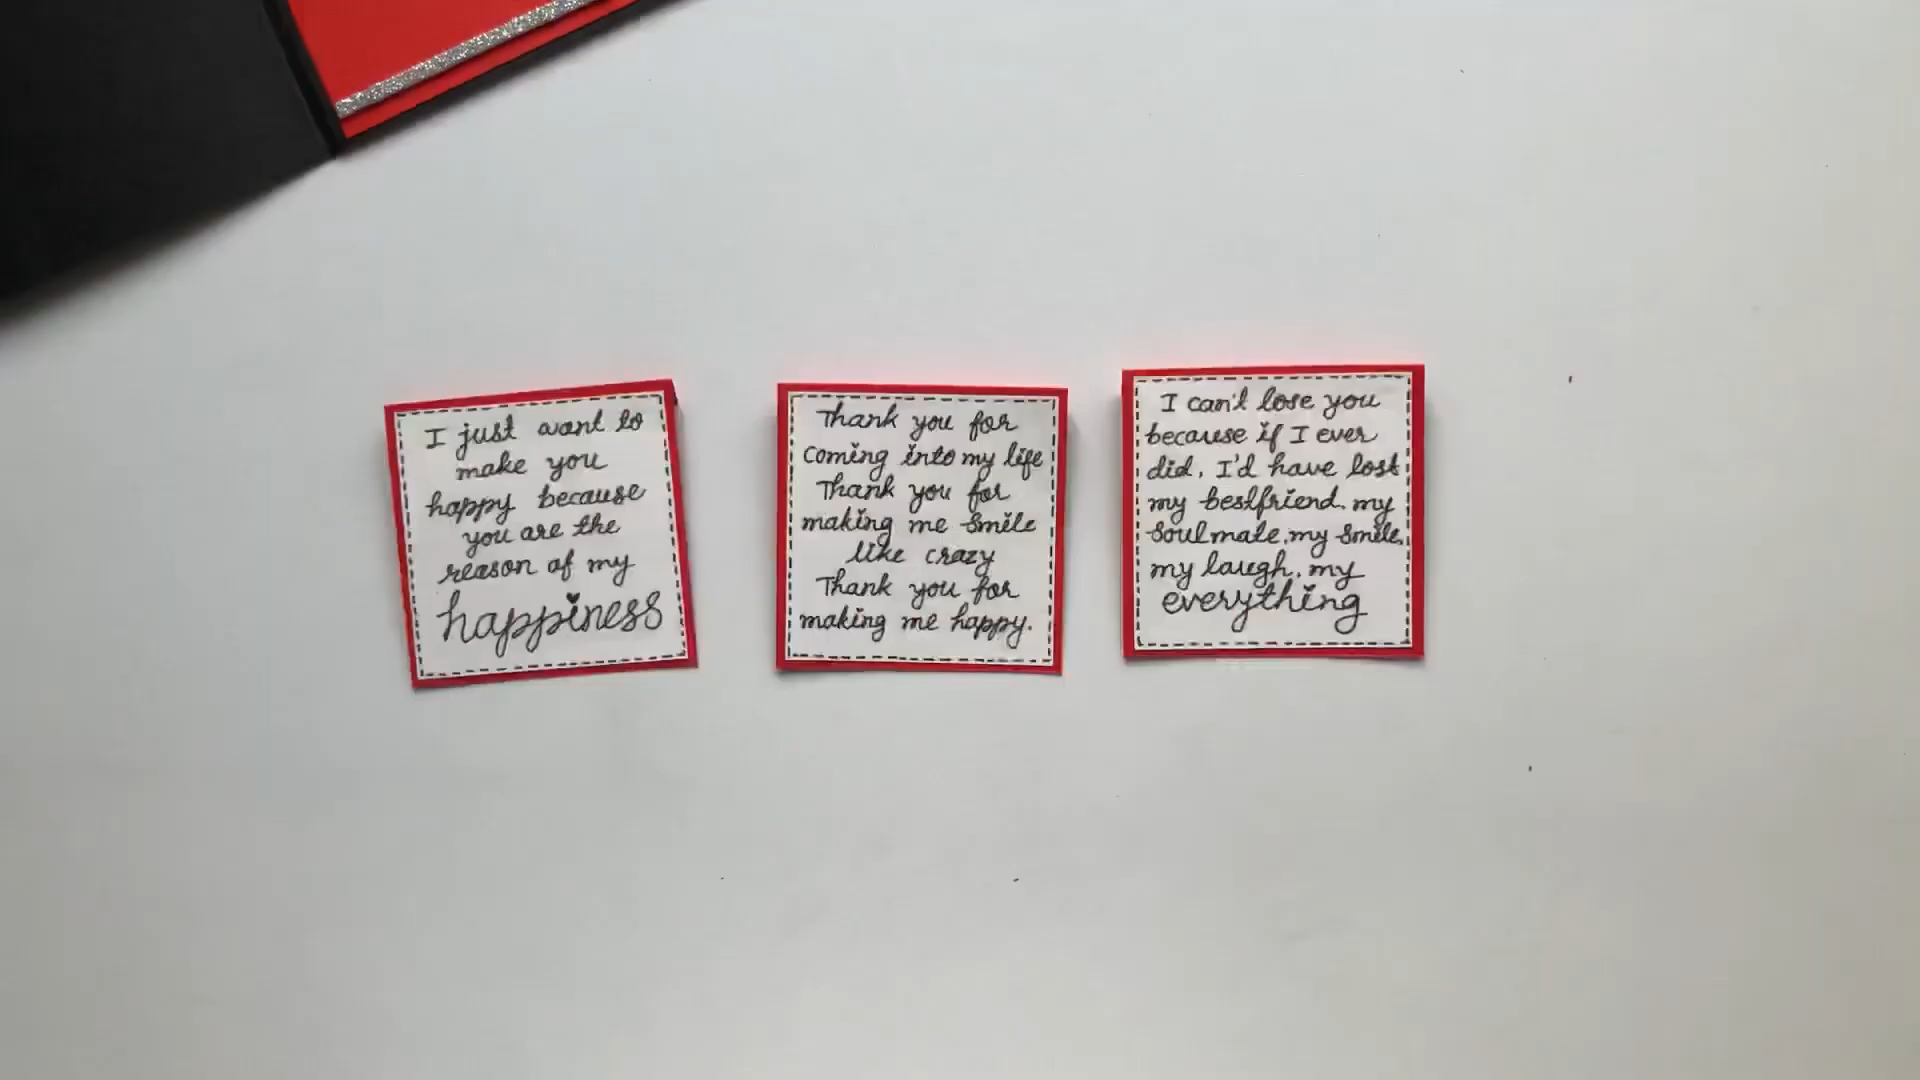 I just want to
make you
happy because
you are the
reason of my
happiness
Thank you for
coming into my life
Thank you for
making me smile
like crazy
Thank you for
making me happy.
I can't lose you
because if I ever
did, I'd have lost
my bestfriend, my
soulmate, my smile,
my laugh, my
everything